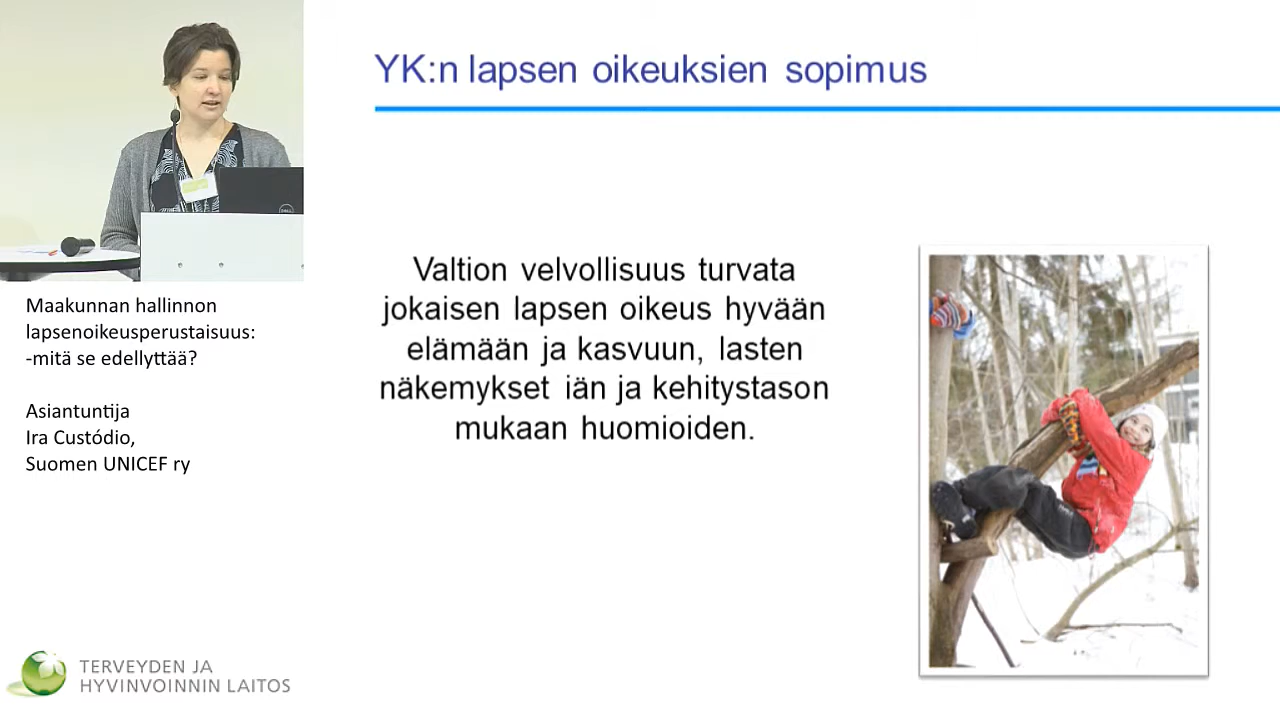 YK:n lapsen oikeuksien sopimus
Valtion velvollisuus turvata
jokaisen lapsen oikeus hyvään
elämään ja kasvuun, lasten
näkemykset iän ja kehitystason
mukaan huomioiden.
Maakunnan hallinnon
lapsenoikeusperustaisuus:
-mitä se edellyttää?
Asiantuntija
Ira Custódio,
Suomen UNICEF ry
TERVEYDEN JA
HYVINVOINNIN LAITOS